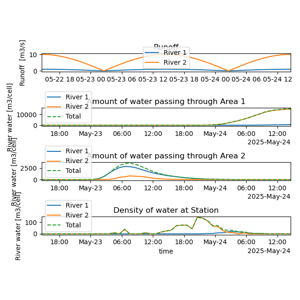 Runoff
Runoff [m3/s]
10
0
River 1
River 2
05-22 18 05-23 00 05-23 06 05-23 12 05-23 18 05-24 00 05-24 06 05-24 12
Amount of water passing through Area 1
River water [m3/cell]
10000
0
River 1
River 2
Total
18:00 May-23 06:00 12:00 18:00 May-24 06:00 12:00
2025-May-24
Amount of water passing through Area 2
River water [m3/cell]
2500
0
River 1
River 2
Total
18:00 May-23 06:00 12:00 18:00 May-24 06:00 12:00
2025-May-24
Density of water at Station
River water [m3/cell]
100
0
River 1
River 2
Total
18:00 May-23 06:00 12:00 18:00 May-24 06:00 12:00
time
2025-May-24